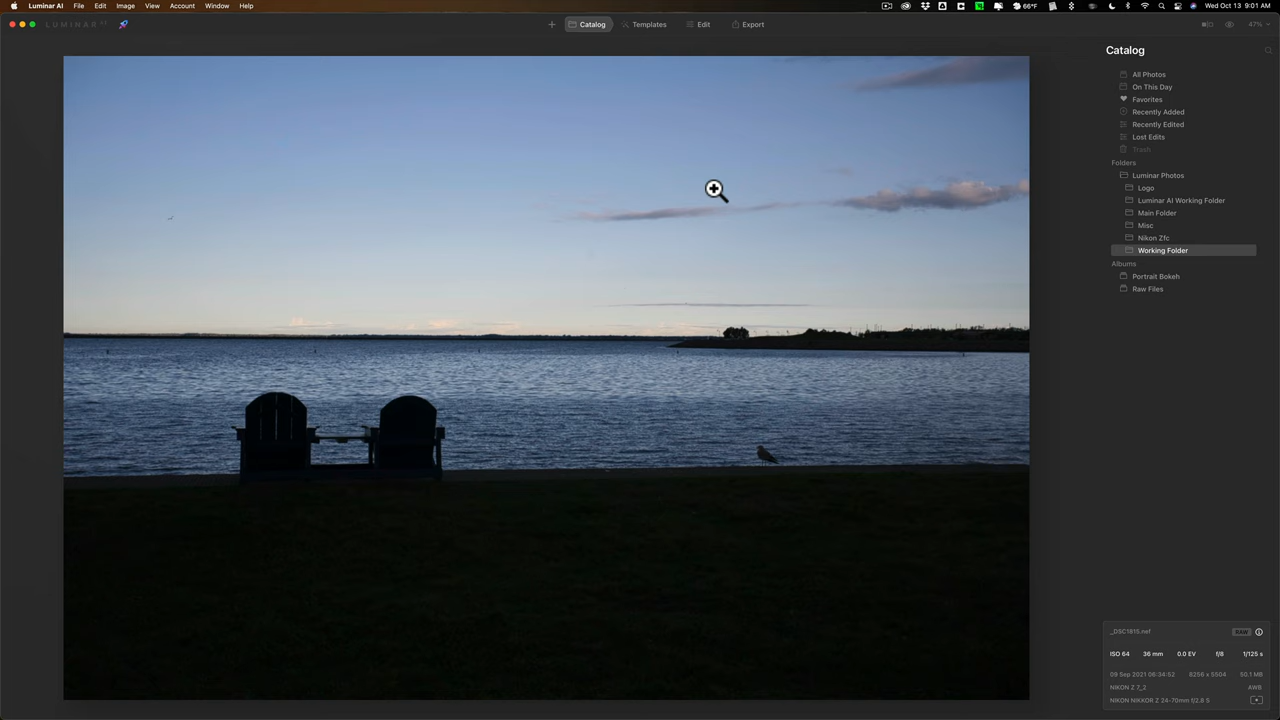 Luminar AI File Edit Image View Account Window Help 66°F Wed Oct 13 9:01 AM
LUMINAR AI Catalog Templates Edit Export 47%
Catalog
All Photos
On This Day
Favorites
Recently Added
Recently Edited
Lost Edits
Trash
Folders
Luminar Photos
Logo
Luminar AI Working Folder
Main Folder
Misc
Nikon Zfc
Working Folder
Albums
Portrait Bokeh
Raw Files
_DSC1815.nef RAW
ISO 64 36 mm 0.0 EV f/8 1/125 s
09 Sep 2021 06:34:52 8256 x 5504 50.1 MB
NIKON Z 7_2 AWB
NIKON NIKKOR Z 24-70mm f/2.8 S